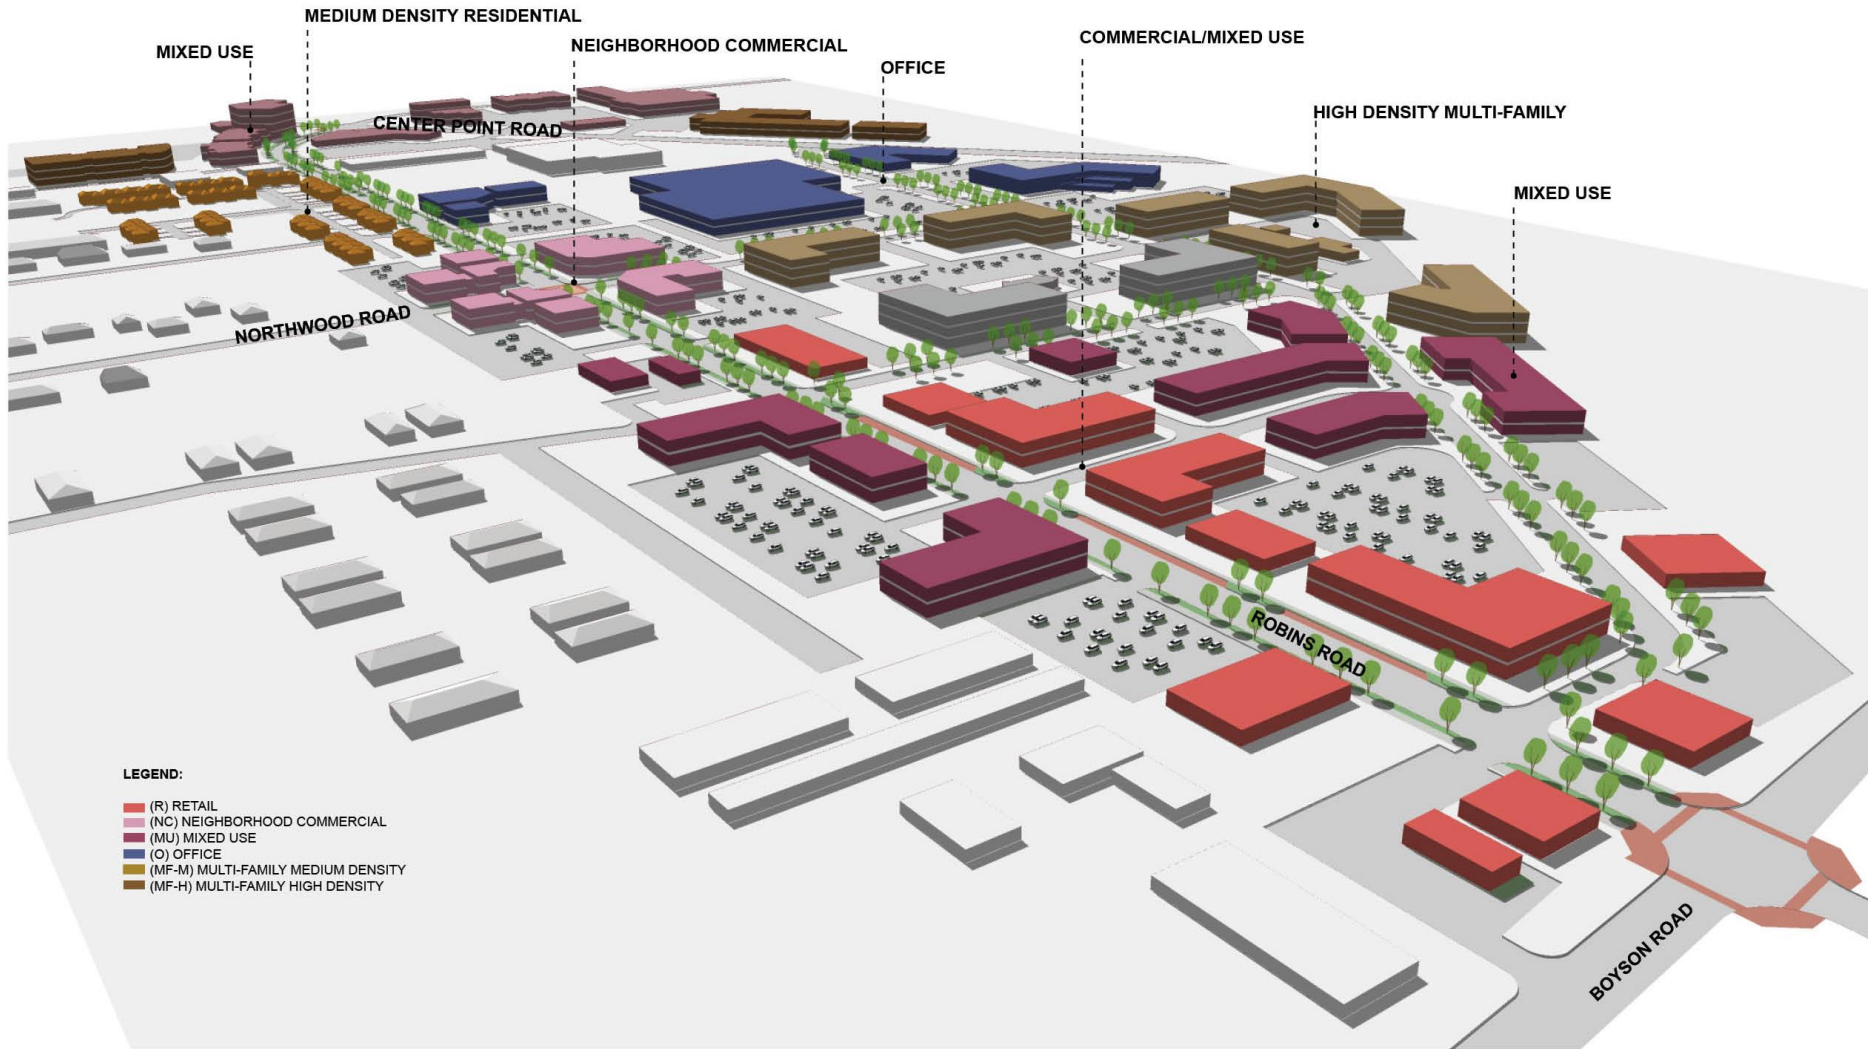 MEDIUM DENSITY RESIDENTIAL
MIXED USE
NEIGHBORHOOD COMMERCIAL
COMMERCIAL/MIXED USE
OFFICE
HIGH DENSITY MULTI-FAMILY
CENTER POINT ROAD
MIXED USE
NORTHWOOD ROAD
ROBINS ROAD
BOYSON ROAD
LEGEND:
(R) RETAIL
(NC) NEIGHBORHOOD COMMERCIAL
(MU) MIXED USE
(O) OFFICE
(MF-M) MULTI-FAMILY MEDIUM DENSITY
(MF-H) MULTI-FAMILY HIGH DENSITY